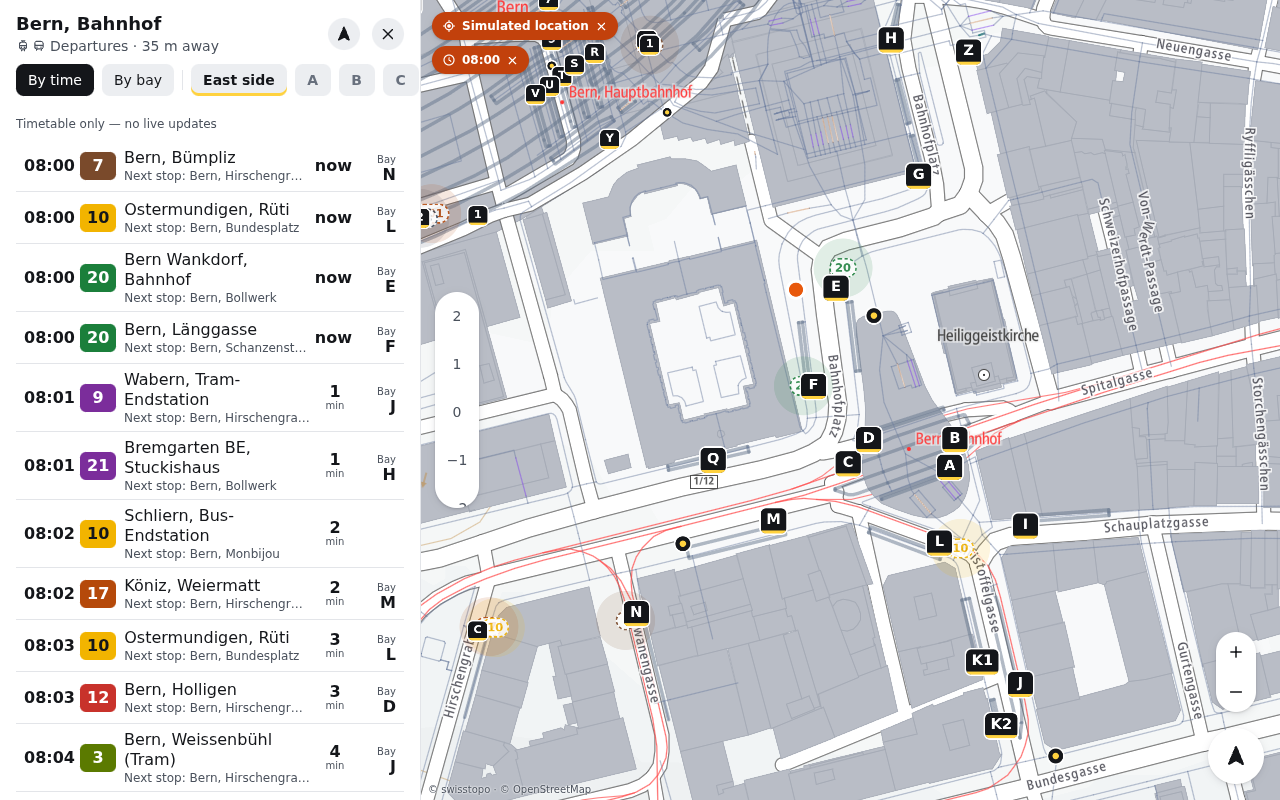 Bern, Bahnhof
Departures · 35 m away
By time
By bay
East side
A
B
C
Timetable only — no live updates
08:00 7 Bern, Bümpliz now Bay N
Next stop: Bern, Hirschengr…
08:00 10 Ostermundigen, Rüti now Bay L
Next stop: Bern, Bundesplatz
08:00 20 Bern Wankdorf, Bahnhof now Bay E
Next stop: Bern, Bollwerk
08:00 20 Bern, Länggasse now Bay F
Next stop: Bern, Schanzenst…
08:01 9 Wabern, Tram-Endstation 1 min Bay J
Next stop: Bern, Hirschengra…
08:01 21 Bremgarten BE, Stuckishaus 1 min Bay H
Next stop: Bern, Bollwerk
08:02 10 Schliern, Bus-Endstation 2 min
Next stop: Bern, Monbijou
08:02 17 Köniz, Weiermatt 2 min Bay M
Next stop: Bern, Hirschengr…
08:03 10 Ostermundigen, Rüti 3 min Bay L
Next stop: Bern, Bundesplatz
08:03 12 Bern, Holligen 3 min Bay D
Next stop: Bern, Hirschengr…
08:04 3 Bern, Weissenbühl (Tram) 4 min Bay J
Next stop: Bern, Hirschengra…
Simulated location
08:00
Bern
Bern, Hauptbahnhof
R
S
U
V
Y
1
1
H
Z
G
E
20
F
D
C
B
A
Q
1/12
M
L
10
I
N
C
10
K1
J
K2
Neuengasse
Bahnhofplatz
Ryffligässchen
Von-Werdt-Passage
Schweizerhofpassage
Heiliggeistkirche
Bahnhofplatz
Spitalgasse
Storchengässchen
Schauplatzgasse
Gurtengasse
Bundesgasse
2
1
0
−1
+
−
© swisstopo · © OpenStreetMap